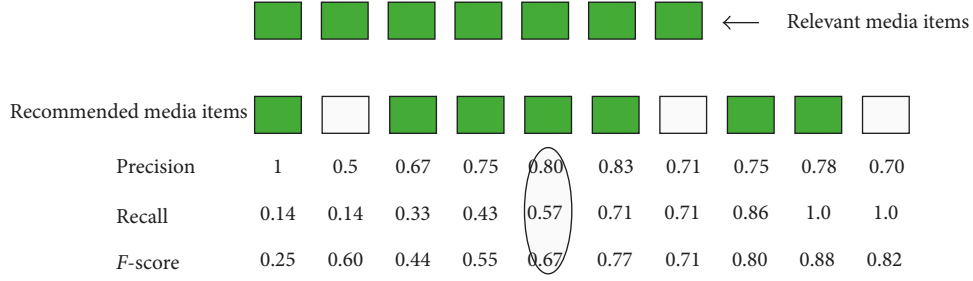 Relevant media items
Recommended media items
Precision 1 0.5 0.67 0.75 0.80 0.83 0.71 0.75 0.78 0.70
Recall 0.14 0.14 0.33 0.43 0.57 0.71 0.71 0.86 1.0 1.0
F-score 0.25 0.60 0.44 0.55 0.67 0.77 0.71 0.80 0.88 0.82